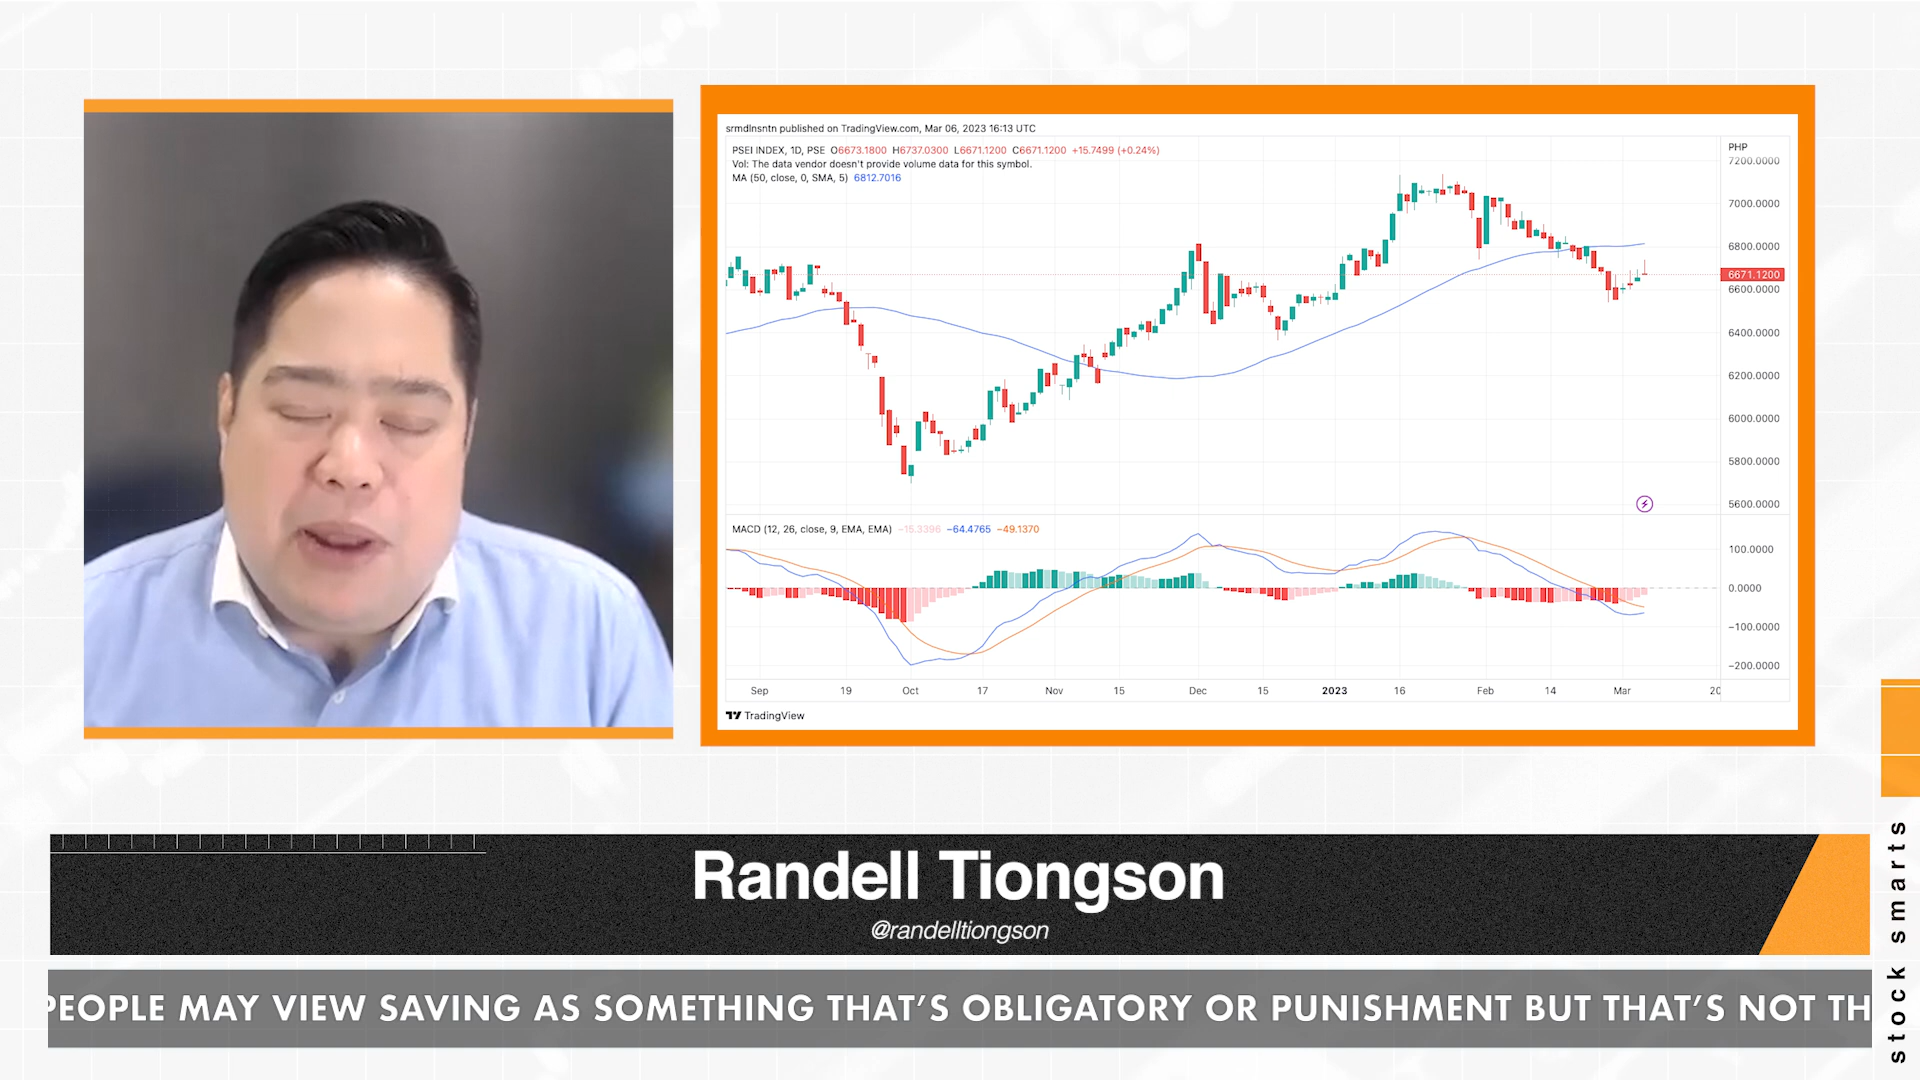 srmdlnsntn published on TradingView.com, Mar 06, 2023 16:13 UTC
PSEI INDEX, 1D, PSE O6673.1800 H6737.0300 L6671.1200 C6671.1200 +15.7499 (+0.24%)
Vol: The data vendor doesn't provide volume data for this symbol.
MA (50, close, 0, SMA, 5) 6812.7016
PHP
7200.0000
7000.0000
6800.0000
6671.1200
6600.0000
6400.0000
6200.0000
6000.0000
5800.0000
5600.0000
MACD (12, 26, close, 9, EMA, EMA) −15.3396 −64.4765 −49.1370
100.0000
0.0000
−100.0000
−200.0000
Sep 19 Oct 17 Nov 15 Dec 15 2023 16 Feb 14 Mar 20
TradingView
Randell Tiongson
@randelltiongson
PEOPLE MAY VIEW SAVING AS SOMETHING THAT'S OBLIGATORY OR PUNISHMENT BUT THAT'S NOT TH
stock smarts